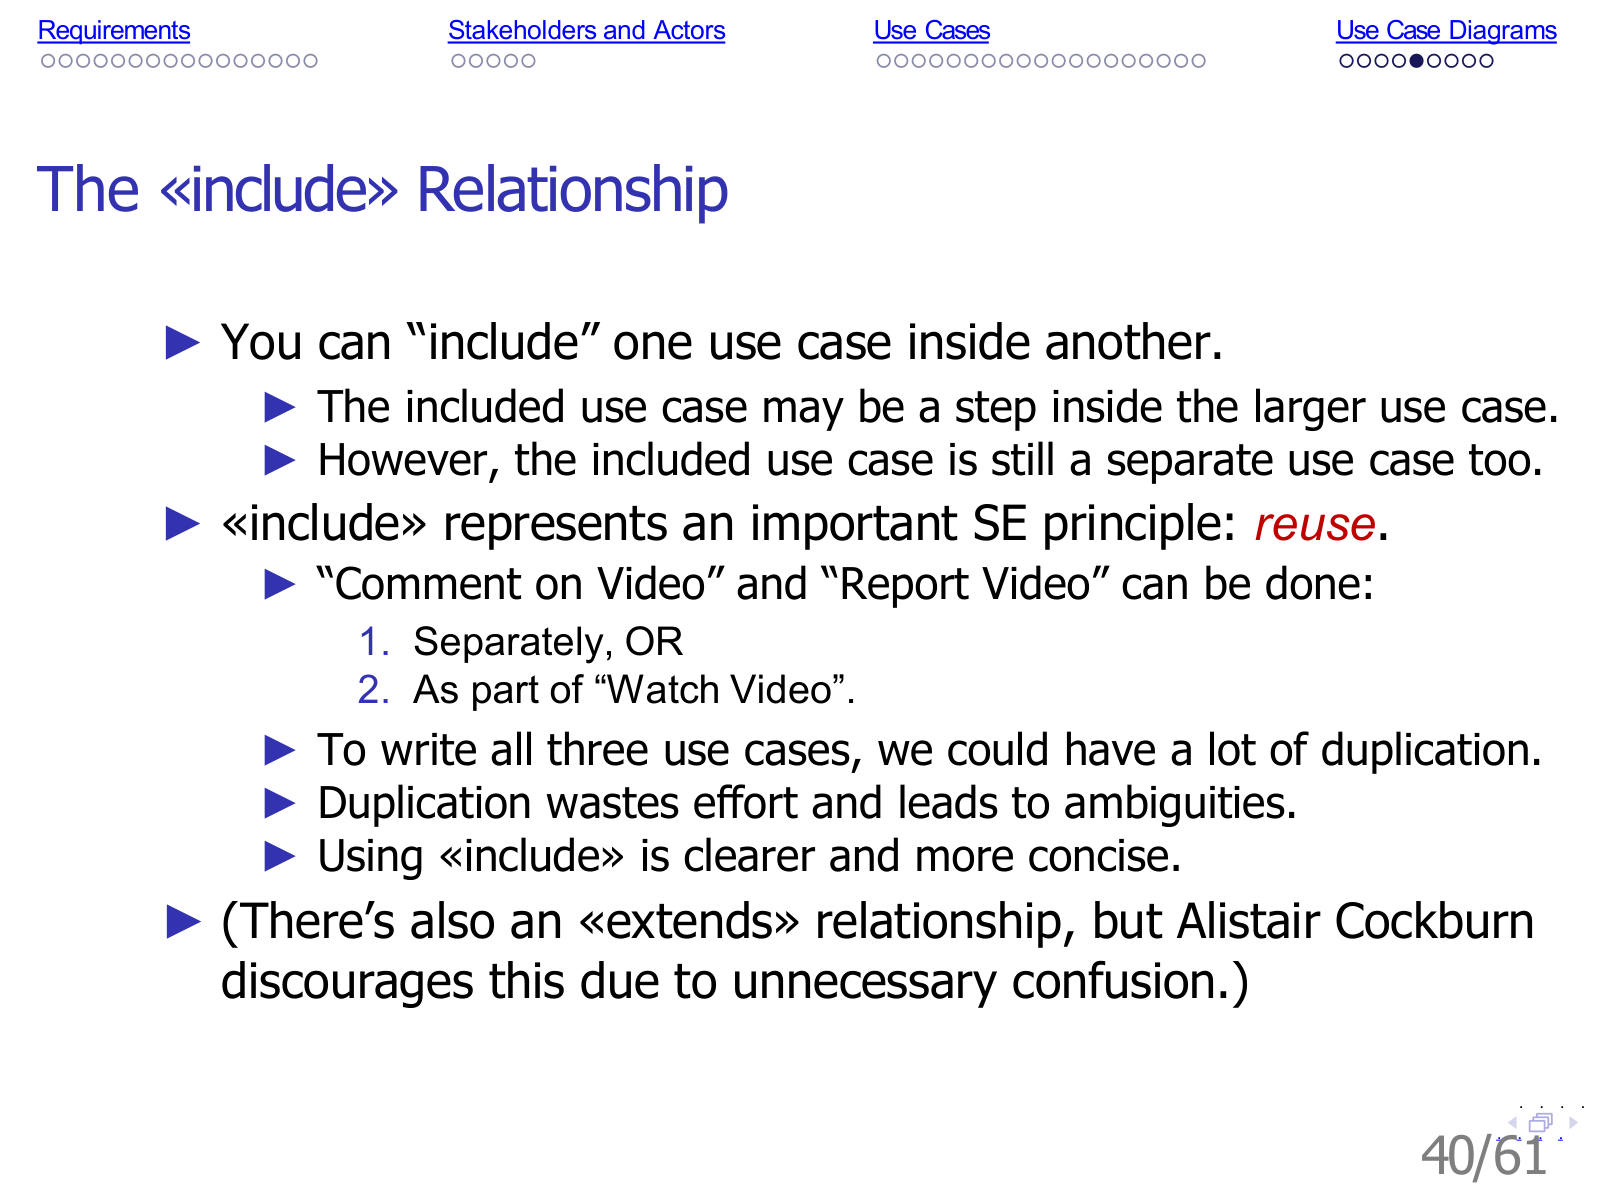 Requirements Stakeholders and Actors Use Cases Use Case Diagrams
The «include» Relationship
► You can “include” one use case inside another.
► The included use case may be a step inside the larger use case.
► However, the included use case is still a separate use case too.
► «include» represents an important SE principle: reuse.
► “Comment on Video” and “Report Video” can be done:
1. Separately, OR
2. As part of “Watch Video”.
► To write all three use cases, we could have a lot of duplication.
► Duplication wastes effort and leads to ambiguities.
► Using «include» is clearer and more concise.
► (There’s also an «extends» relationship, but Alistair Cockburn
discourages this due to unnecessary confusion.)
40/61